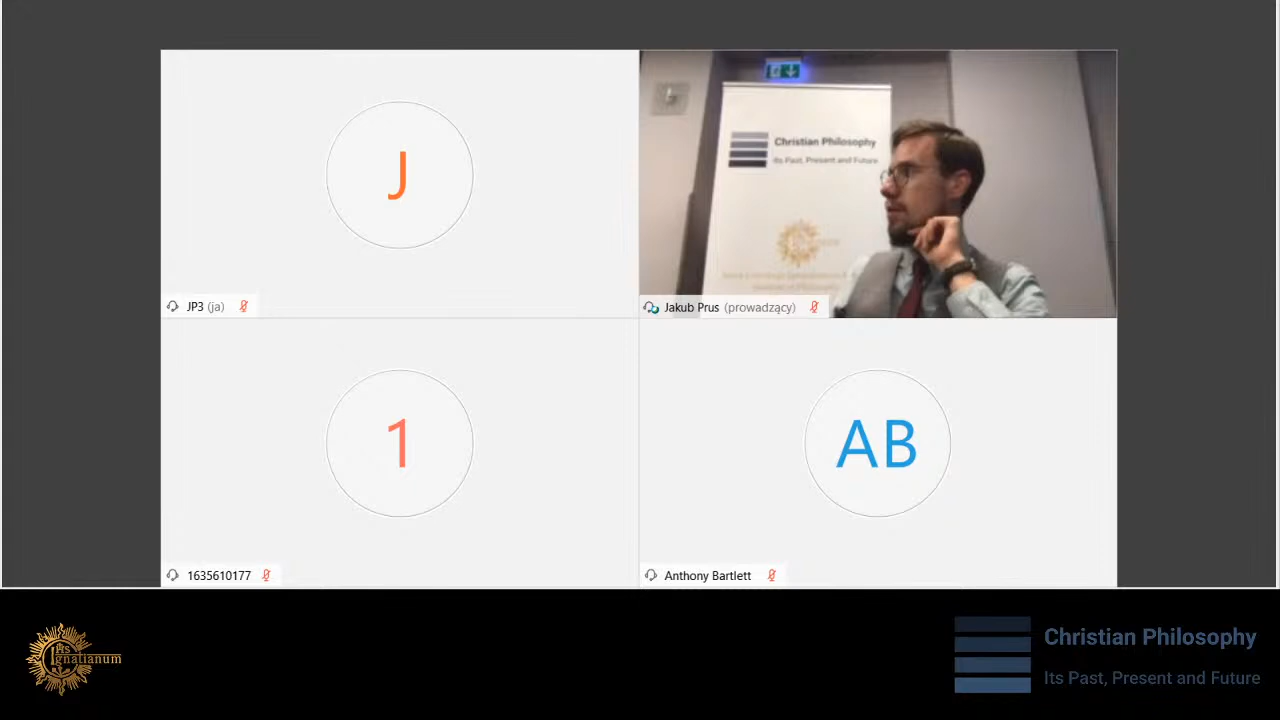 J
JP3 (ja)
Christian Philosophy
Its Past, Present and Future
Jakub Prus (prowadzący)
1
1635610177
AB
Anthony Bartlett
Ignatianum
Christian Philosophy
Its Past, Present and Future